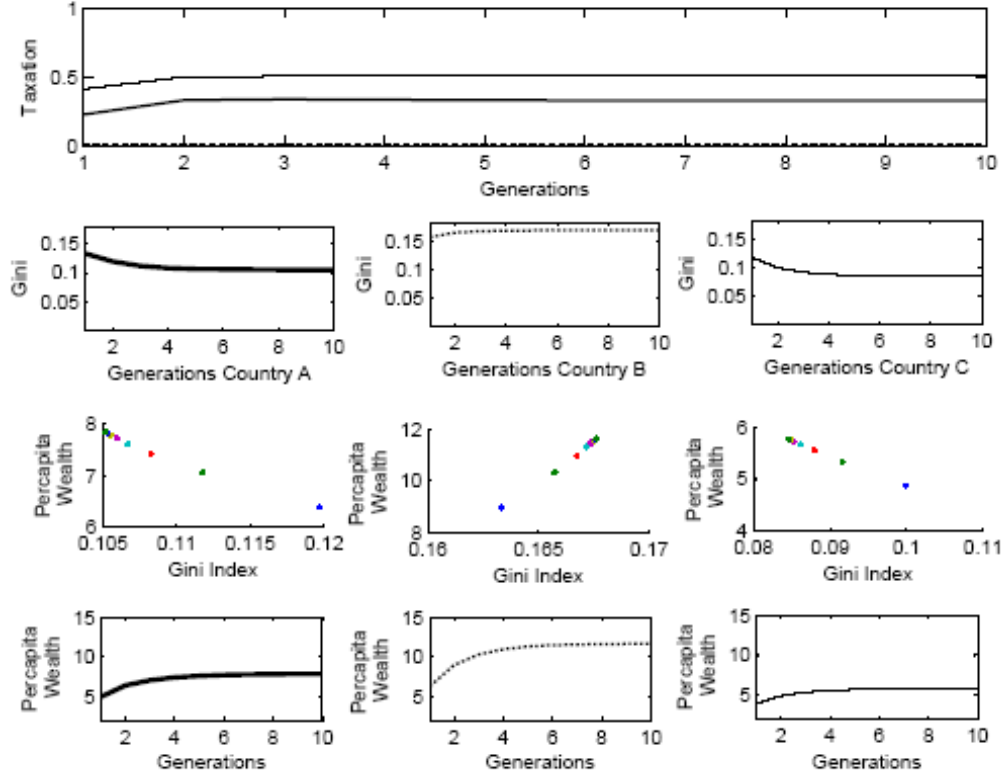 1
0.5
0
Taxation
1 2 3 4 5 6 7 8 9 10
Generations
0.15
0.1
0.05
Gini
2 4 6 8 10
Generations Country A
0.15
0.1
0.05
Gini
2 4 6 8 10
Generations Country B
0.15
0.1
0.05
Gini
2 4 6 8 10
Generations Country C
8
7
6
Percapita
Wealth
0.105 0.11 0.115 0.12
Gini Index
12
10
8
Percapita
Wealth
0.16 0.165 0.17
Gini Index
6
5
4
Percapita
Wealth
0.08 0.09 0.1 0.11
Gini Index
15
10
5
Percapita
Wealth
2 4 6 8 10
Generations
15
10
5
Percapita
Wealth
2 4 6 8 10
Generations
15
10
5
Percapita
Wealth
2 4 6 8 10
Generations